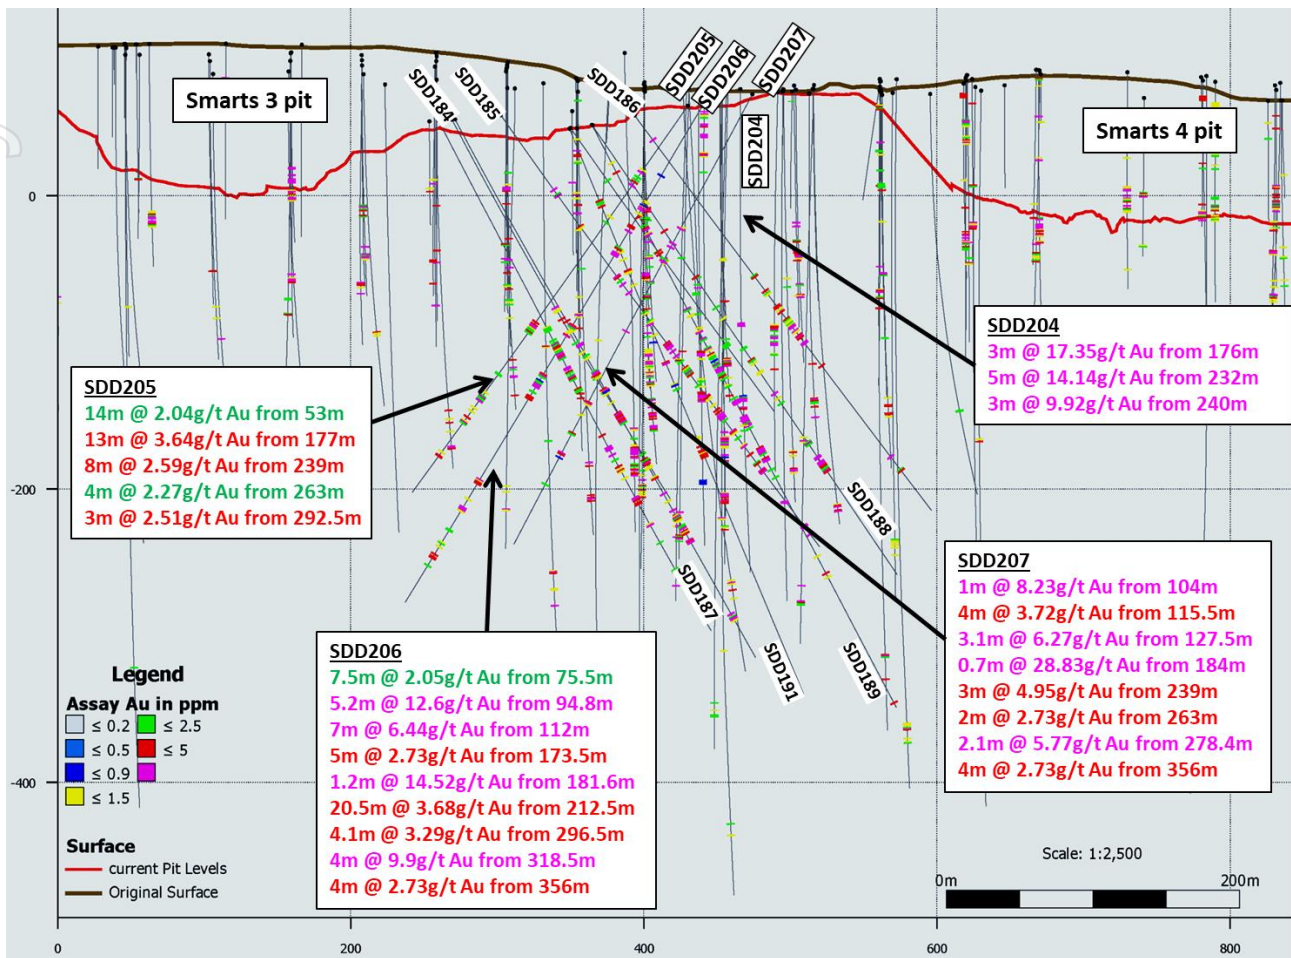 SDD205
SDD206
SDD207
SDD184
SDD185
SDD186
Smarts 3 pit
Smarts 4 pit
SDD204
0
SDD204
3m @ 17.35g/t Au from 176m
5m @ 14.14g/t Au from 232m
3m @ 9.92g/t Au from 240m
SDD205
14m @ 2.04g/t Au from 53m
13m @ 3.64g/t Au from 177m
8m @ 2.59g/t Au from 239m
4m @ 2.27g/t Au from 263m
3m @ 2.51g/t Au from 292.5m
-200
SDD188
SDD187
SDD191
SDD189
SDD207
1m @ 8.23g/t Au from 104m
4m @ 3.72g/t Au from 115.5m
3.1m @ 6.27g/t Au from 127.5m
0.7m @ 28.83g/t Au from 184m
3m @ 4.95g/t Au from 239m
2m @ 2.73g/t Au from 263m
2.1m @ 5.77g/t Au from 278.4m
4m @ 2.73g/t Au from 356m
SDD206
7.5m @ 2.05g/t Au from 75.5m
5.2m @ 12.6g/t Au from 94.8m
7m @ 6.44g/t Au from 112m
5m @ 2.73g/t Au from 173.5m
1.2m @ 14.52g/t Au from 181.6m
20.5m @ 3.68g/t Au from 212.5m
4.1m @ 3.29g/t Au from 296.5m
4m @ 9.9g/t Au from 318.5m
4m @ 2.73g/t Au from 356m
Legend
Assay Au in ppm
≤ 0.2 ≤ 2.5
≤ 0.5 ≤ 5
≤ 0.9
≤ 1.5
-400
Surface
current Pit Levels
Original Surface
Scale: 1:2,500
0m 200m
0 200 400 600 800